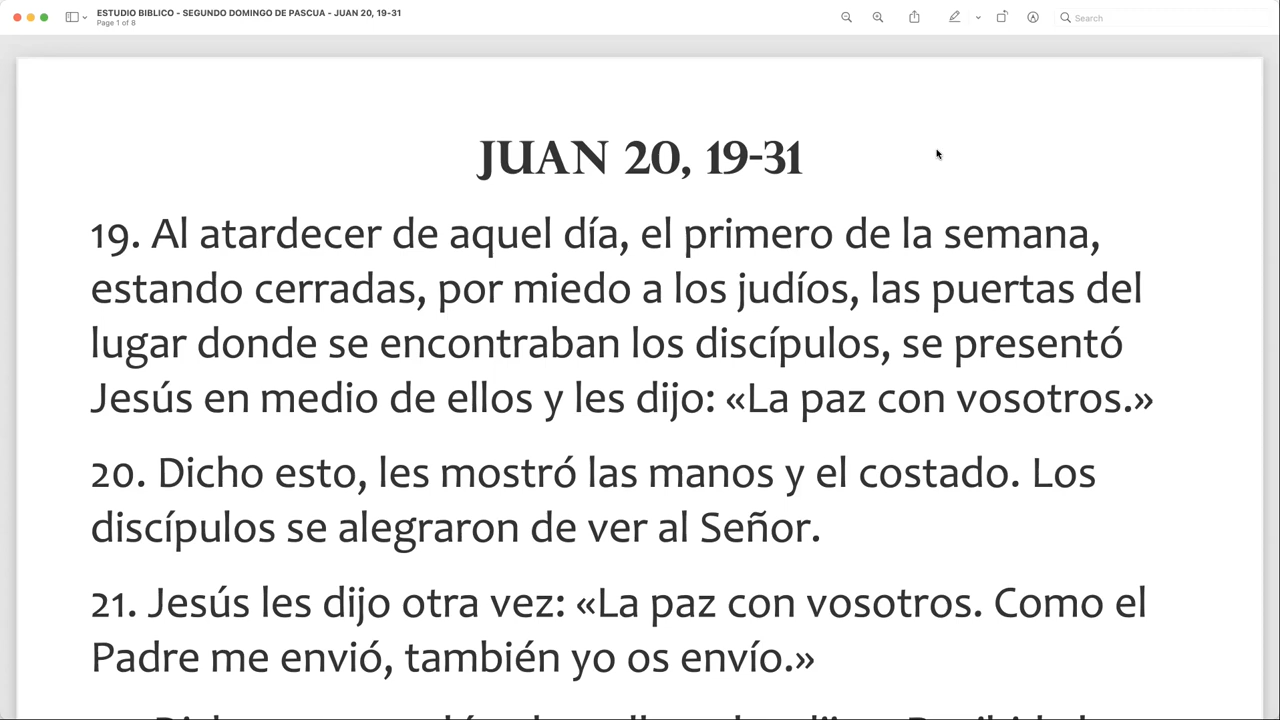 ESTUDIO BIBLICO - SEGUNDO DOMINGO DE PASCUA - JUAN 20, 19-31
Page 1 of 8
Search
JUAN 20, 19-31
19. Al atardecer de aquel día, el primero de la semana,
estando cerradas, por miedo a los judíos, las puertas del
lugar donde se encontraban los discípulos, se presentó
Jesús en medio de ellos y les dijo: «La paz con vosotros.»
20. Dicho esto, les mostró las manos y el costado. Los
discípulos se alegraron de ver al Señor.
21. Jesús les dijo otra vez: «La paz con vosotros. Como el
Padre me envió, también yo os envío.»